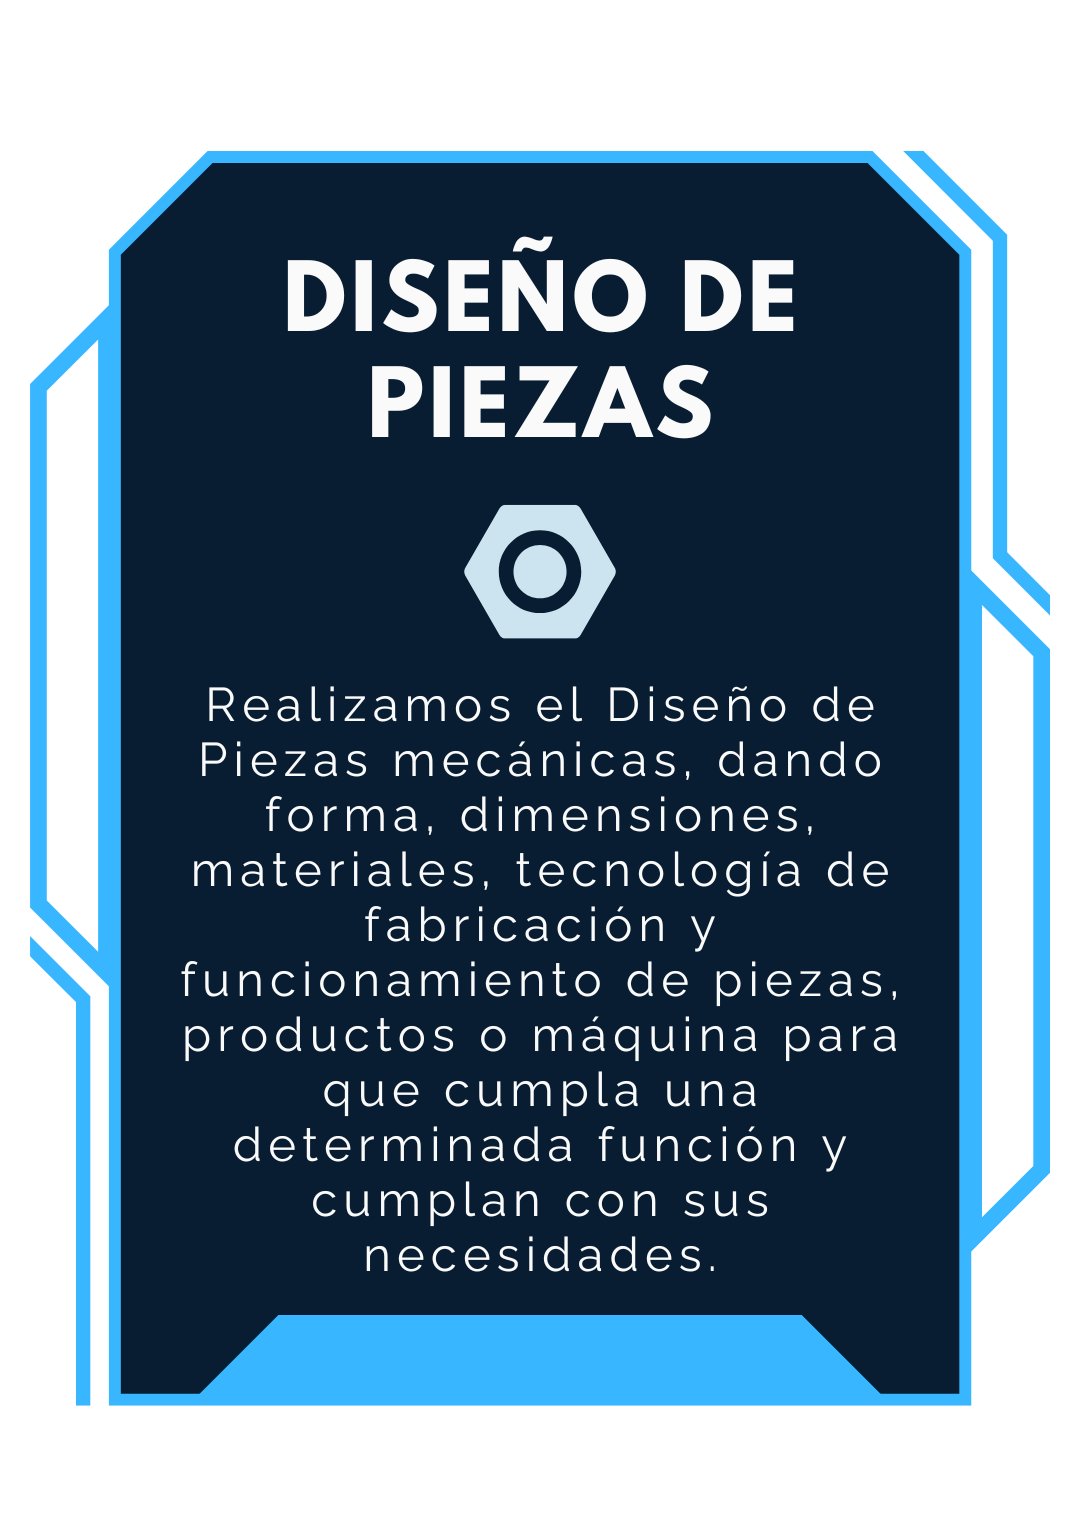 DISEÑO DE
PIEZAS
Realizamos el Diseño de
Piezas mecánicas, dando
forma, dimensiones,
materiales, tecnología de
fabricación y
funcionamiento de piezas,
productos o máquina para
que cumpla una
determinada función y
cumplan con sus
necesidades.